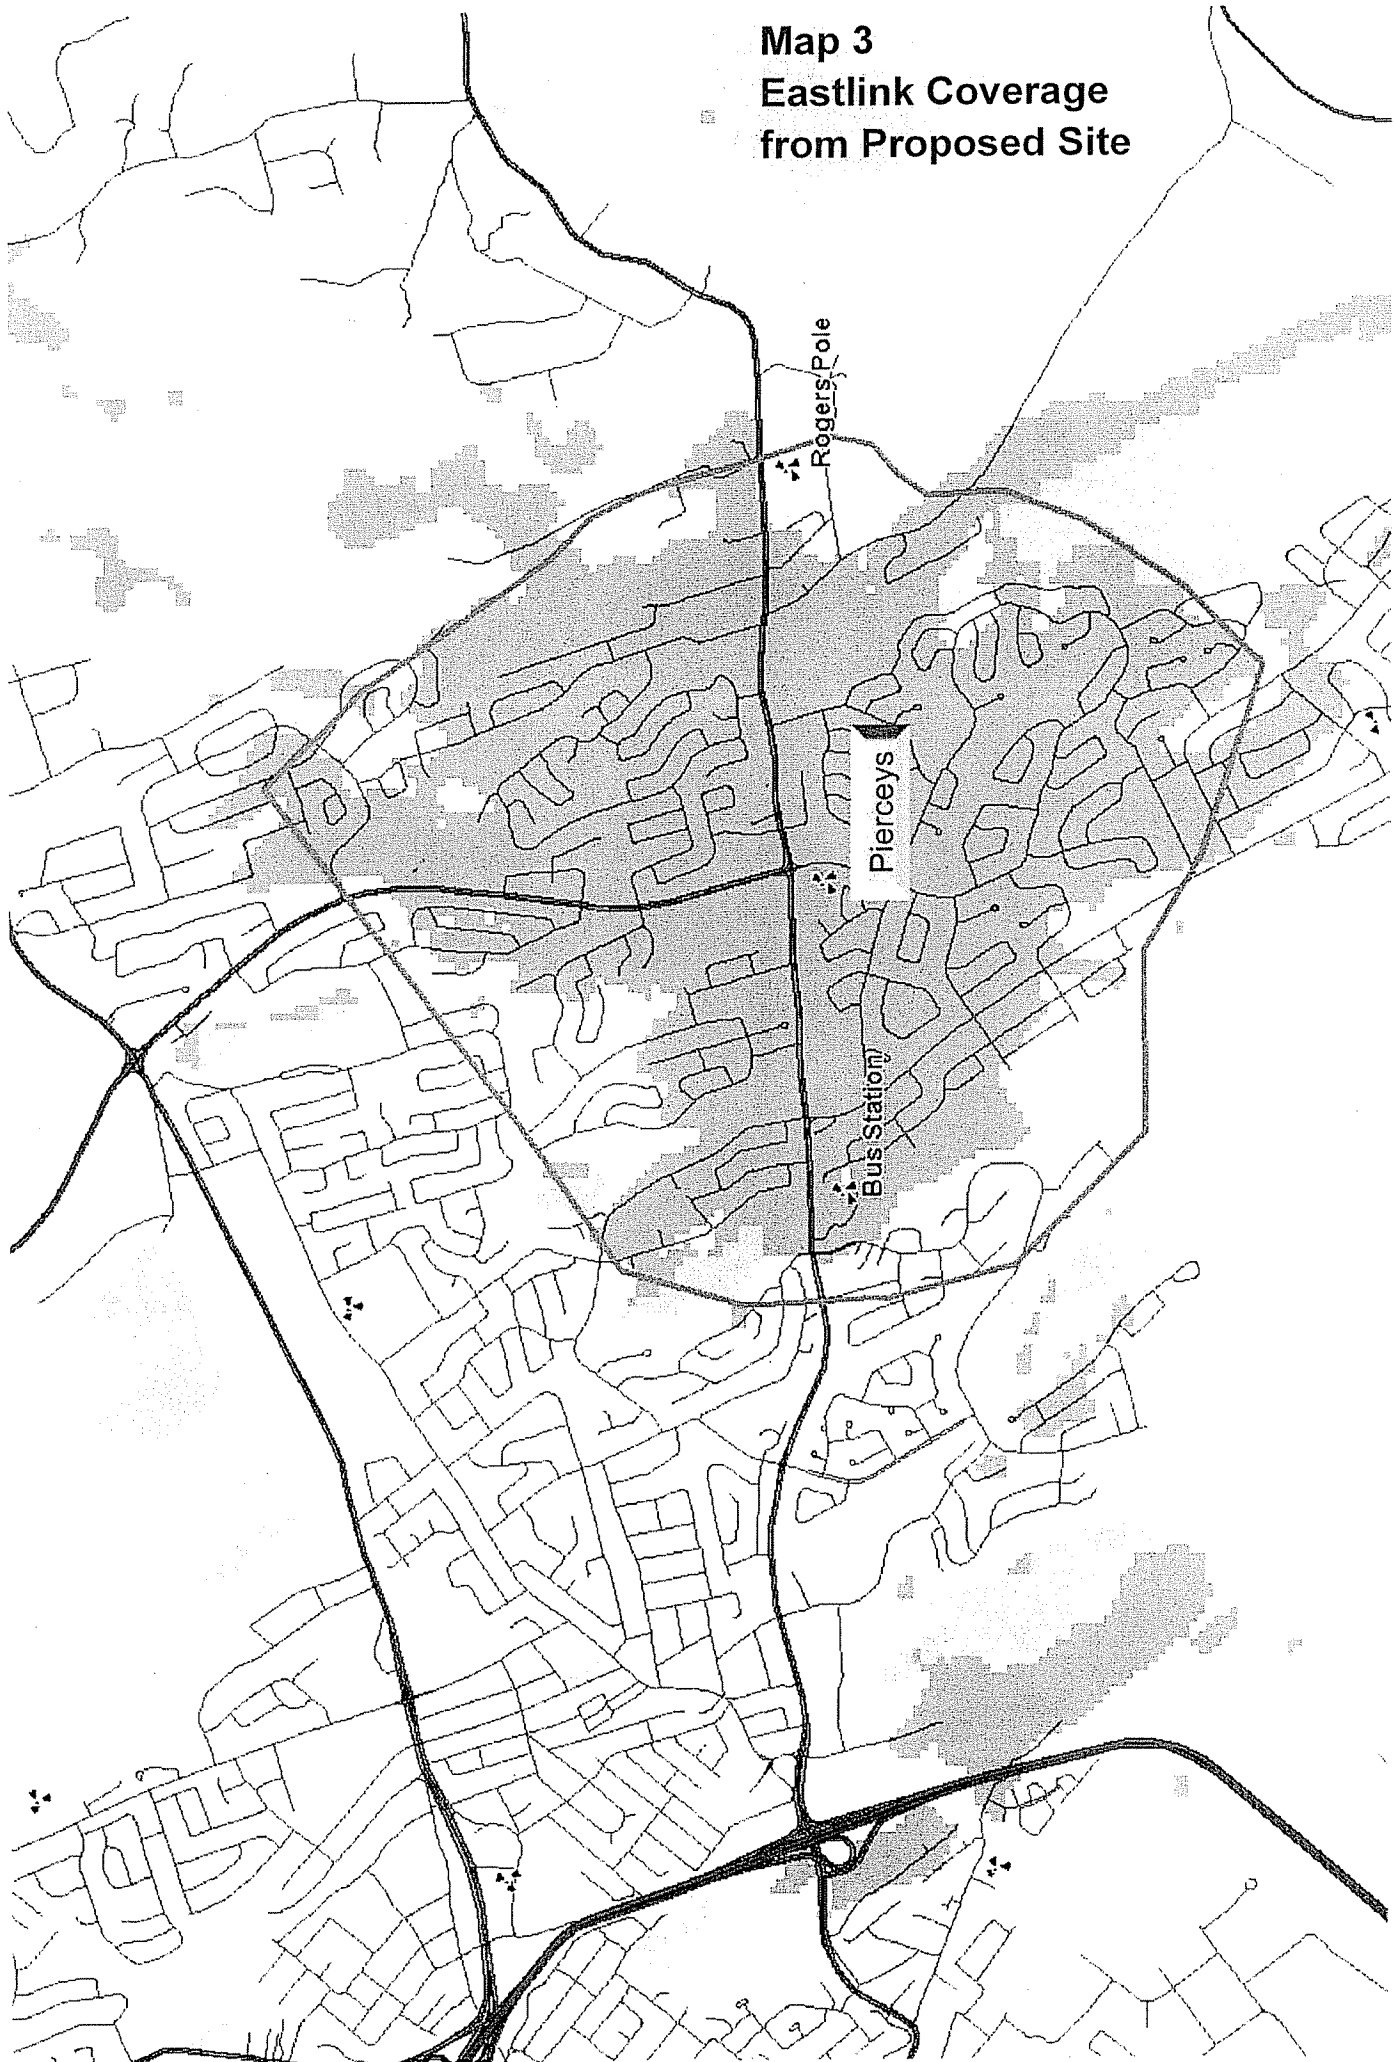 Map 3
Eastlink Coverage
from Proposed Site
Rogers Pole
Pierceys
Bus Station